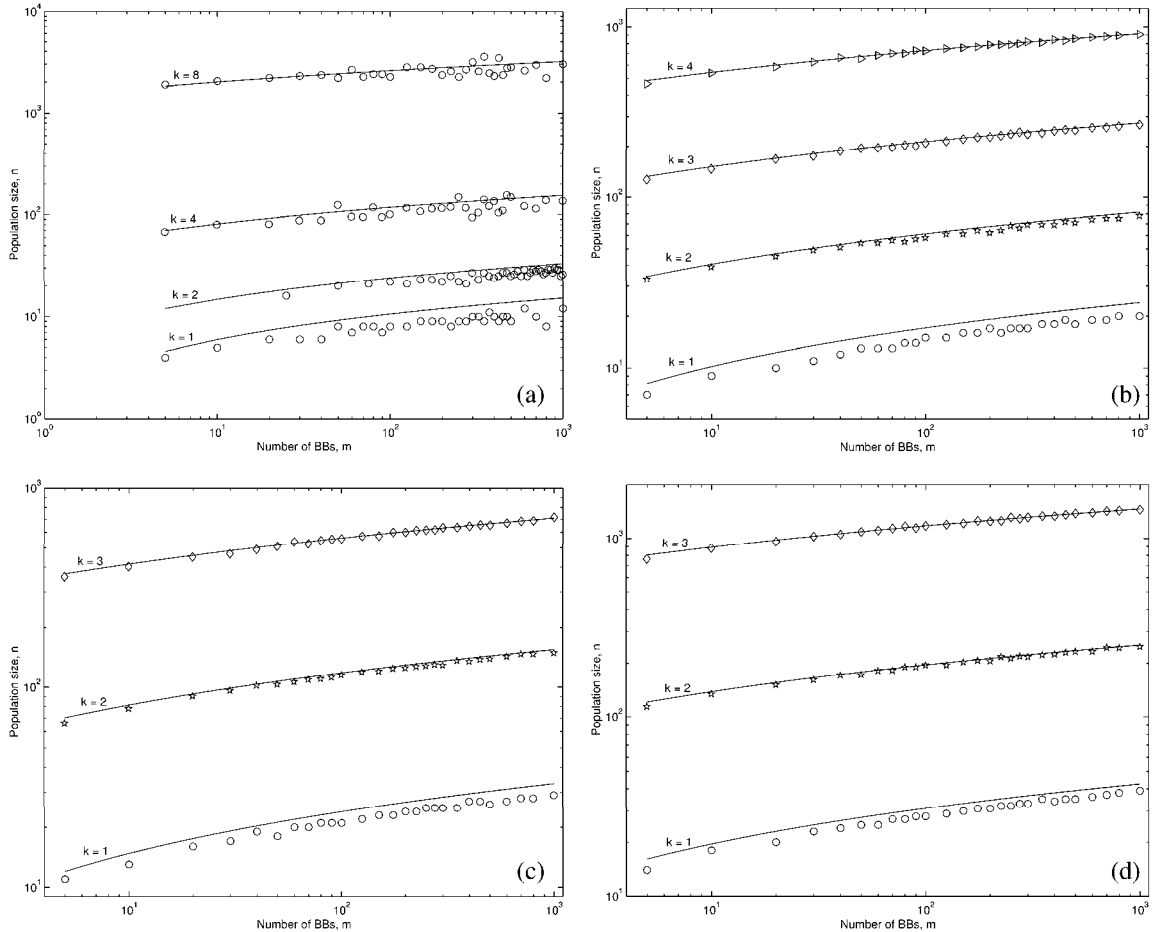 10^4
10^3
10^2
10^1
10^0
Population size, n
k = 8
k = 4
k = 2
k = 1
(a)
10^0
10^1
10^2
10^3
Number of BBs, m
10^3
10^2
10^1
Population size, n
k = 4
k = 3
k = 2
k = 1
(b)
10^1
10^2
10^3
Number of BBs, m
10^3
10^2
10^1
Population size, n
k = 3
k = 2
k = 1
(c)
10^1
10^2
10^3
Number of BBs, m
10^3
10^2
10^1
Population size, n
k = 3
k = 2
k = 1
(d)
10^1
10^2
10^3
Number of BBs, m